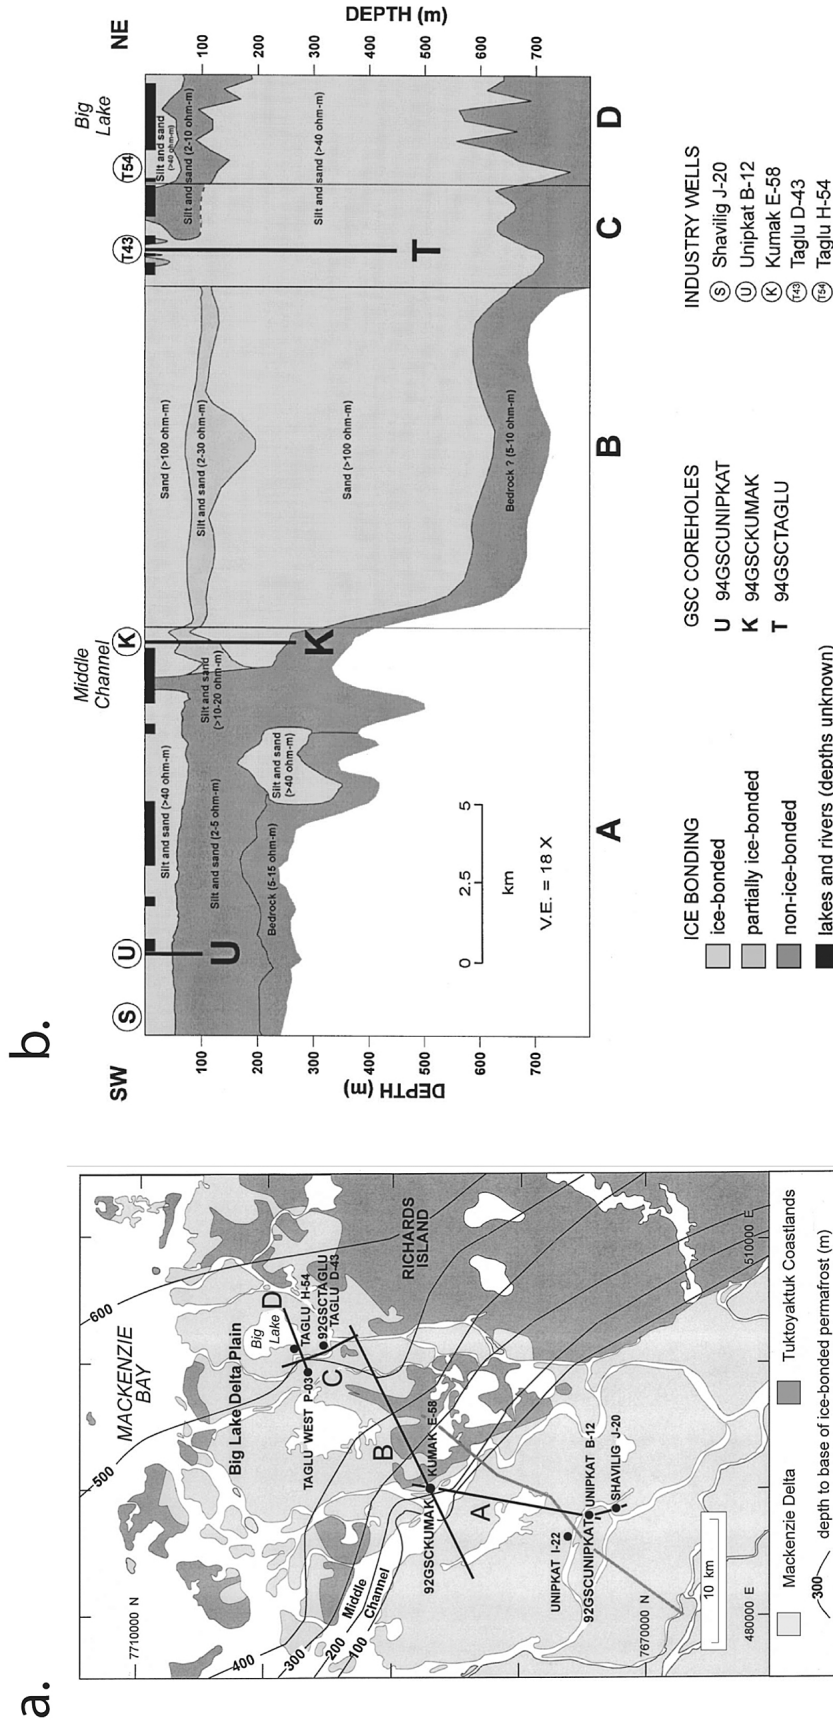 a.
MACKENZIE
BAY
600
500
400
300
200
100
7710000 N
Big Lake Delta Plain
Big
Lake
D
TAGLU H-54
92GSCTAGLU
TAGLU D-43
TAGLU WEST P-03
C
RICHARDS
ISLAND
B
KUMAK E-58
92GSCKUMAK
Middle
Channel
A
UNIPKAT I-22
92GSCUNIPKAT
UNIPKAT B-12
SHAVILIG J-20
7670000 N
10 km
480000 E
510000 E
Mackenzie Delta
Tuktoyaktuk Coastlands
300 depth to base of ice-bonded permafrost (m)
b.
SW
NE
Middle
Channel
Big
Lake
S
U
K
T43
T54
DEPTH (m)
100
200
300
400
500
600
700
DEPTH (m)
100
200
300
400
500
600
700
Silt and sand (>40 ohm-m)
Silt and sand (2-5 ohm-m)
Bedrock (5-15 ohm-m)
Silt and sand
(>40 ohm-m)
Silt and sand
(>10-20 ohm-m)
Sand (>100 ohm-m)
Silt and sand (2-30 ohm-m)
Sand (>100 ohm-m)
Bedrock ? (5-10 ohm-m)
Silt and sand
(>40 ohm-m)
Silt and sand (2-10 ohm-m)
Silt and sand (>40 ohm-m)
U
K
T
0 2.5 5
km
V.E. = 18 X
A
B
C
D
ICE BONDING
ice-bonded
partially ice-bonded
non-ice-bonded
lakes and rivers (depths unknown)
GSC COREHOLES
U 94GSCUNIPKAT
K 94GSCKUMAK
T 94GSCTAGLU
INDUSTRY WELLS
S Shavilig J-20
U Unipkat B-12
K Kumak E-58
T43 Taglu D-43
T54 Taglu H-54